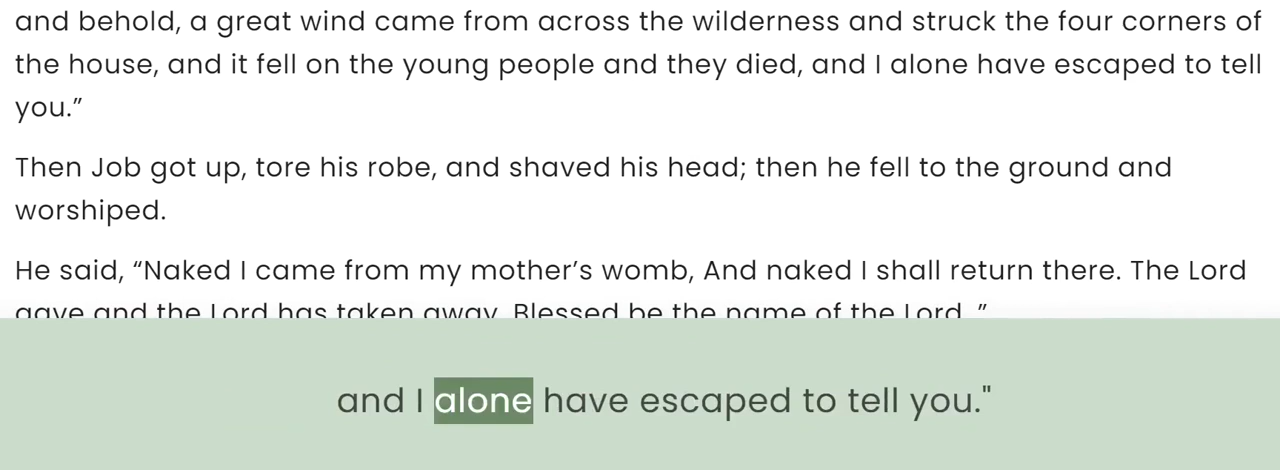 and behold, a great wind came from across the wilderness and struck the four corners of
the house, and it fell on the young people and they died, and I alone have escaped to tell
you.”
Then Job got up, tore his robe, and shaved his head; then he fell to the ground and
worshiped.
He said, “Naked I came from my mother’s womb, And naked I shall return there. The Lord
gave and the Lord has taken away. Blessed be the name of the Lord. ”
and I alone have escaped to tell you."